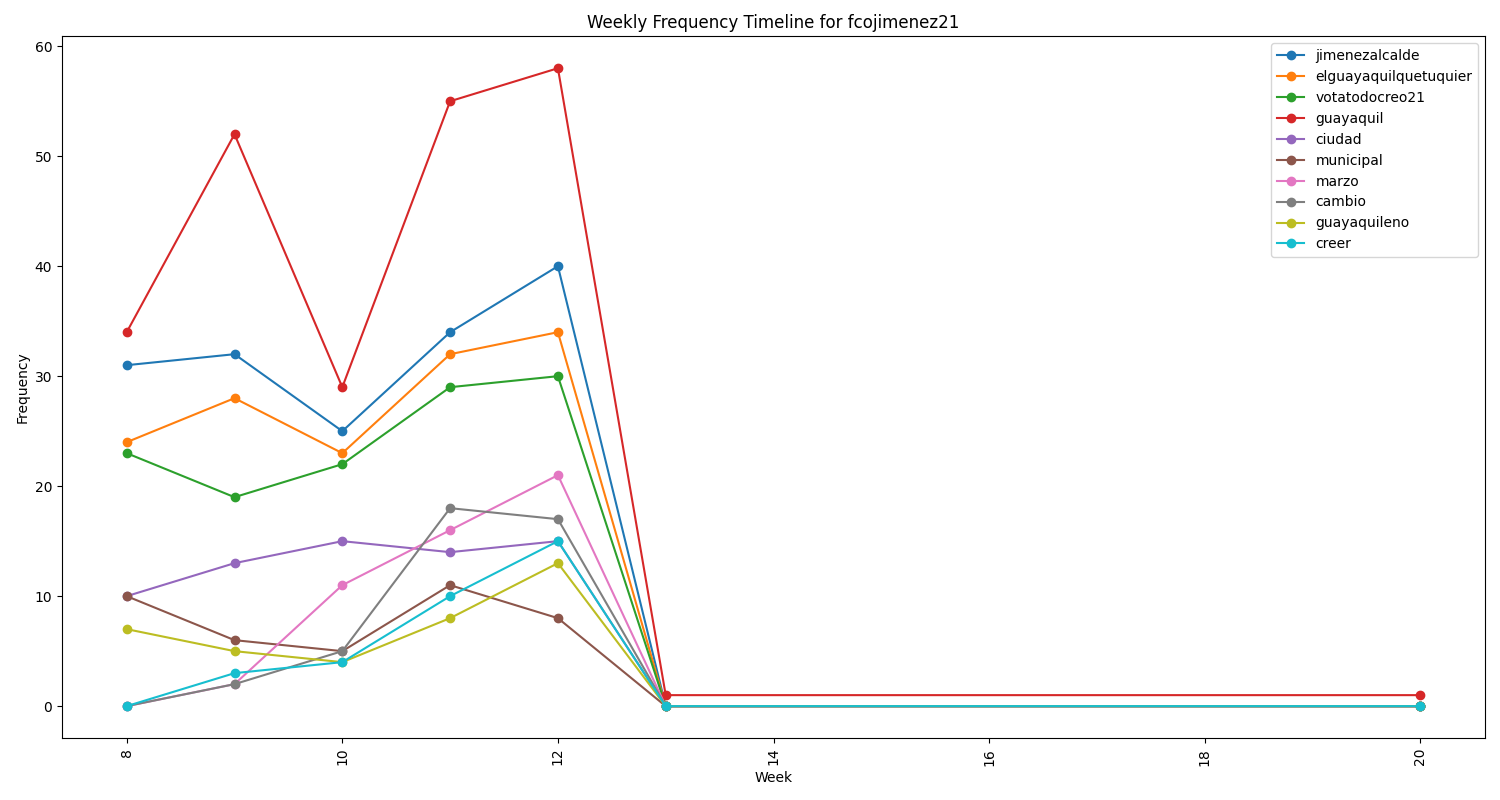 Weekly Frequency Timeline for fcojimenez21
60
50
40
30
20
10
0
Frequency
8
10
12
14
16
18
20
Week
jimenezalcalde
elguayaquilquetuquier
votatodocreo21
guayaquil
ciudad
municipal
marzo
cambio
guayaquileno
creer